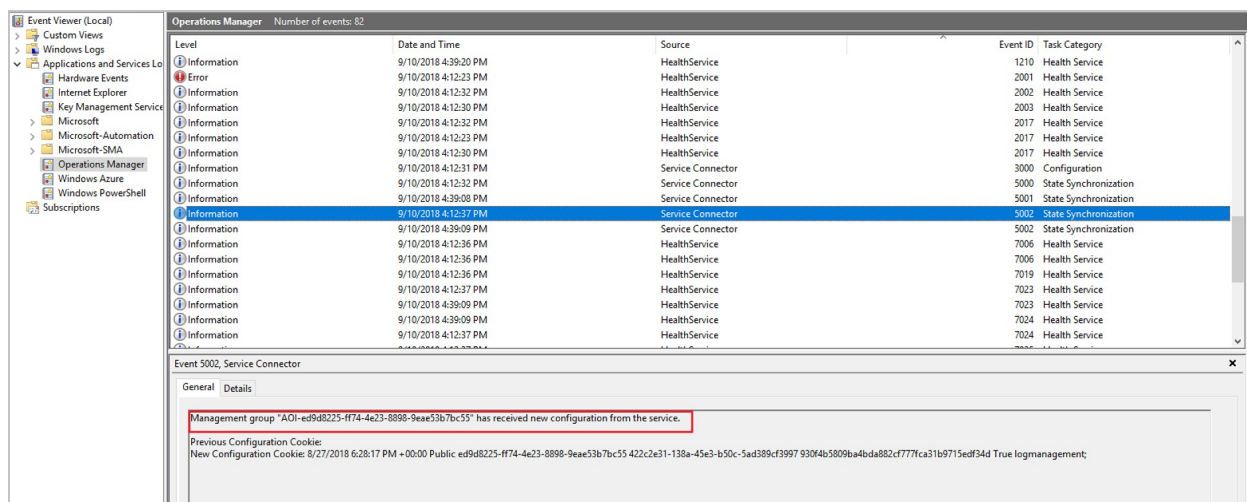 Event Viewer (Local)
Custom Views
Windows Logs
Applications and Services Lo
Hardware Events
Internet Explorer
Key Management Service
Microsoft
Microsoft-Automation
Microsoft-SMA
Operations Manager
Windows Azure
Windows PowerShell
Subscriptions
Operations Manager Number of events: 82
Level Date and Time Source Event ID Task Category
Information 9/10/2018 4:39:20 PM HealthService 1210 Health Service
Error 9/10/2018 4:12:23 PM HealthService 2001 Health Service
Information 9/10/2018 4:12:32 PM HealthService 2002 Health Service
Information 9/10/2018 4:12:30 PM HealthService 2003 Health Service
Information 9/10/2018 4:12:32 PM HealthService 2017 Health Service
Information 9/10/2018 4:12:23 PM HealthService 2017 Health Service
Information 9/10/2018 4:12:30 PM HealthService 2017 Health Service
Information 9/10/2018 4:12:31 PM Service Connector 3000 Configuration
Information 9/10/2018 4:12:32 PM Service Connector 5000 State Synchronization
Information 9/10/2018 4:39:08 PM Service Connector 5001 State Synchronization
Information 9/10/2018 4:12:37 PM Service Connector 5002 State Synchronization
Information 9/10/2018 4:39:09 PM Service Connector 5002 State Synchronization
Information 9/10/2018 4:12:36 PM HealthService 7006 Health Service
Information 9/10/2018 4:12:36 PM HealthService 7006 Health Service
Information 9/10/2018 4:12:36 PM HealthService 7019 Health Service
Information 9/10/2018 4:12:37 PM HealthService 7023 Health Service
Information 9/10/2018 4:39:09 PM HealthService 7023 Health Service
Information 9/10/2018 4:39:09 PM HealthService 7024 Health Service
Information 9/10/2018 4:12:37 PM HealthService 7024 Health Service
Event 5002, Service Connector
General Details
Management group "AOI-ed9d8225-ff74-4e23-8898-9eae53b7bc55" has received new configuration from the service.
Previous Configuration Cookie:
New Configuration Cookie: 8/27/2018 6:28:17 PM +00:00 Public ed9d8225-ff74-4e23-8898-9eae53b7bc55 422c2e31-138a-45e3-b50c-5ad389cf3997 930f4b5809ba4bda882cf777fca31b9715edf34d True logmanagement;